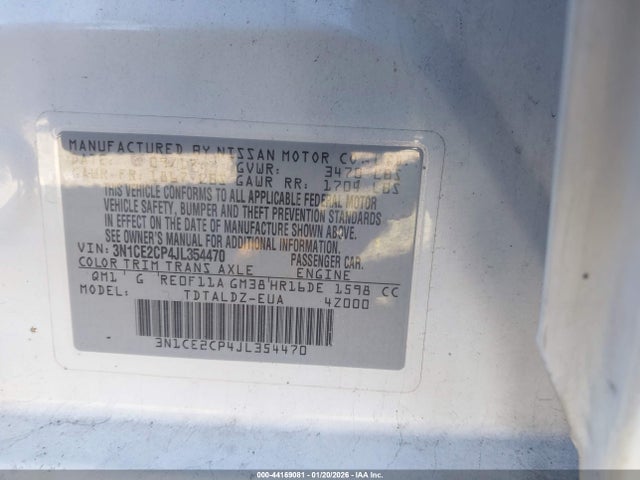 MANUFACTURED BY NISSAN MOTOR
GVWR: 3470 LBS
GAWR FR: GAWR RR: 1709 LBS
THIS VEHICLE CONFORMS TO ALL APPLICABLE FEDERAL MOTOR
VEHICLE SAFETY, BUMPER AND THEFT PREVENTION STANDARDS
IN EFFECT ON THE DATE OF MANUFACTURE SHOWN ABOVE.
SEE OWNER'S MANUAL FOR ADDITIONAL INFORMATION.
VIN: 3N1CE2CP4JL354470 PASSENGER CAR.
COLOR TRIM TRANS AXLE ENGINE
QM1 G RE0F11A GM38 HR16DE 1598 CC
MODEL: TDTALDZ-EUA 4Z000
3N1CE2CP4JL354470
000-44169081 - 01/20/2026 - IAA Inc.